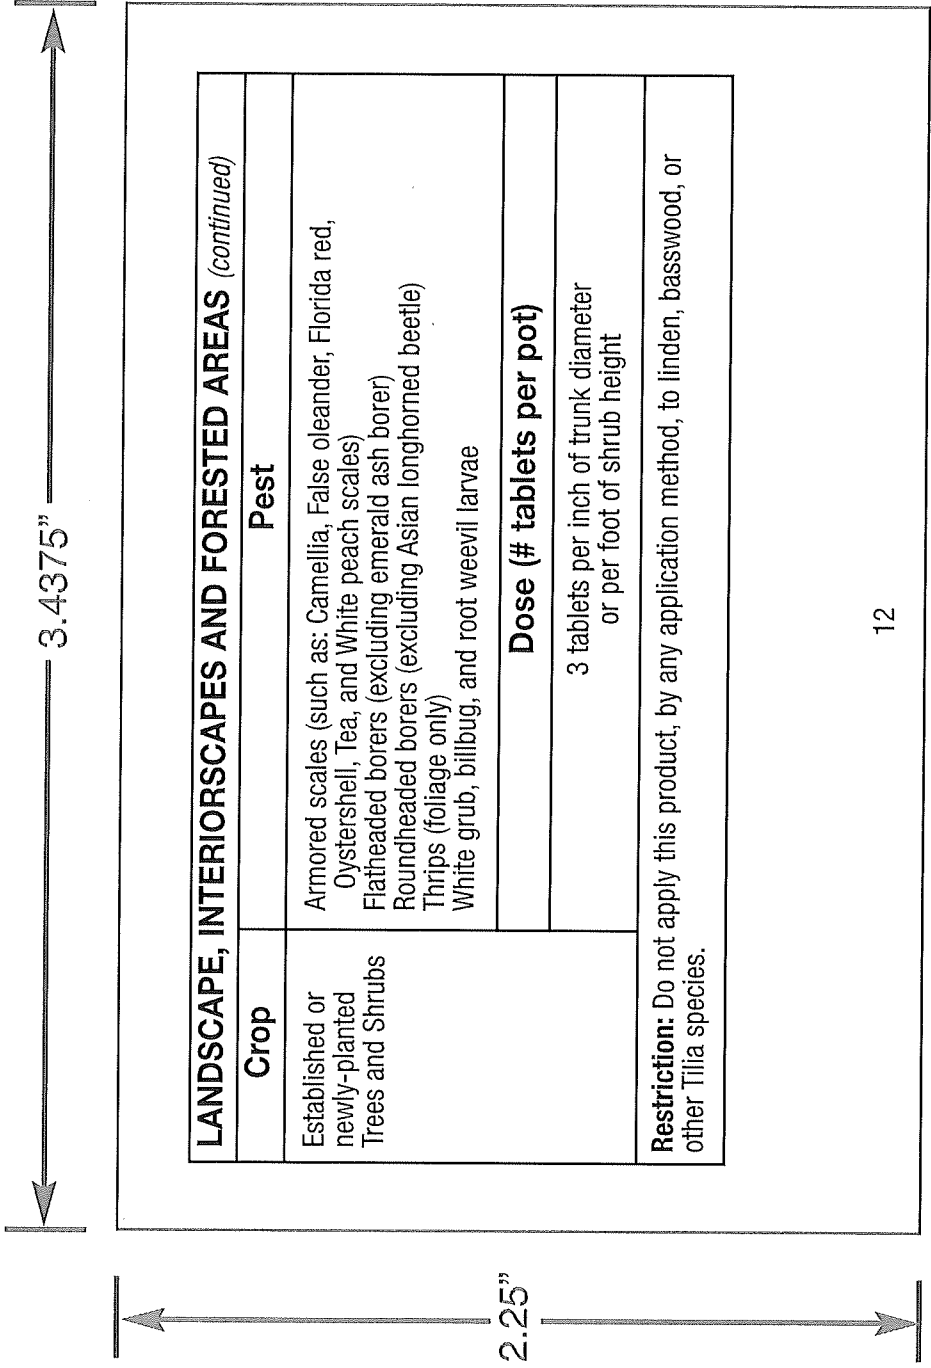 3.4375”
2.25”
LANDSCAPE, INTERIORSCAPES AND FORESTED AREAS (continued)
Crop
Pest
Established or
newly-planted
Trees and Shrubs
Armored scales (such as: Camellia, False oleander, Florida red,
Oystershell, Tea, and White peach scales)
Flatheaded borers (excluding emerald ash borer)
Roundheaded borers (excluding Asian longhorned beetle)
Thrips (foliage only)
White grub, billbug, and root weevil larvae
Dose (# tablets per pot)
3 tablets per inch of trunk diameter
or per foot of shrub height
Restriction: Do not apply this product, by any application method, to linden, basswood, or
other Tilia species.
12